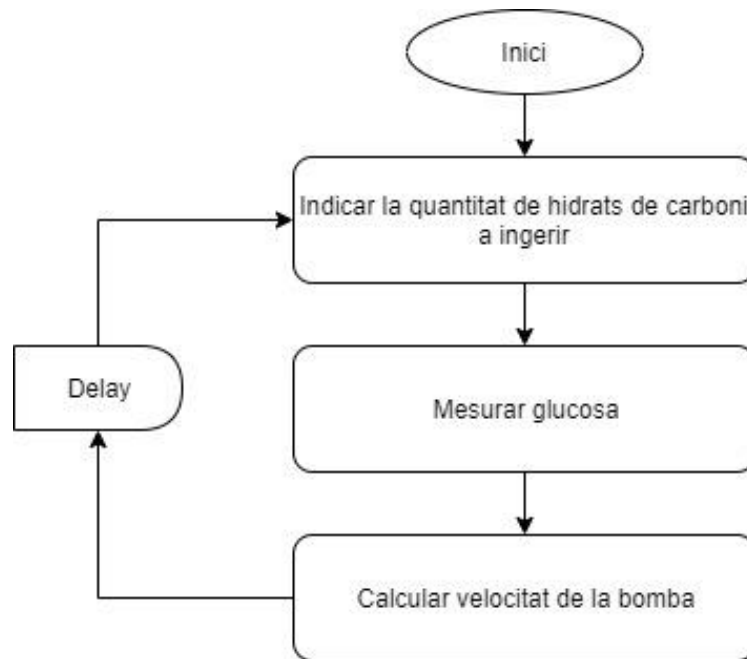 Inici
Indicar la quantitat de hidrats de carboni
a ingerir
Delay
Mesurar glucosa
Calcular velocitat de la bomba